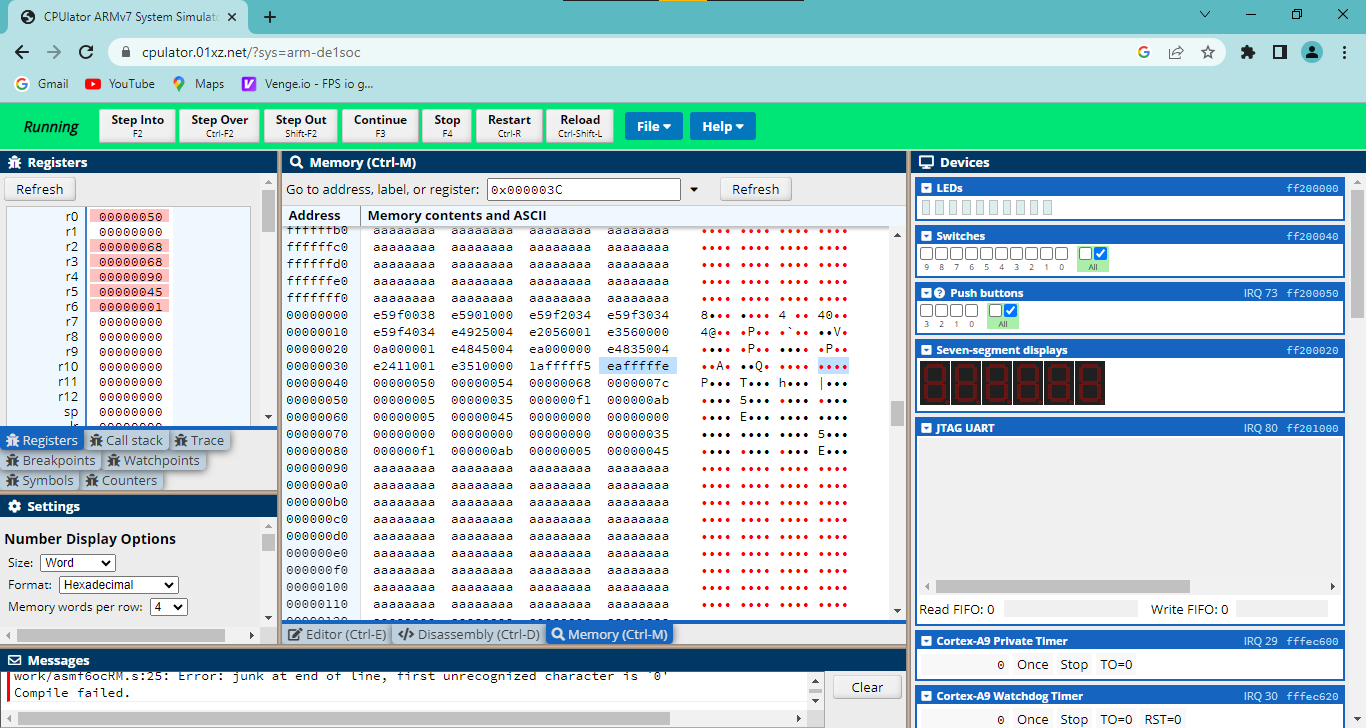 CPUlator ARMv7 System Simulato
cpulator.01xz.net/?sys=arm-de1soc
Gmail YouTube Maps Venge.io - FPS io g...
Running
Step Into F2
Step Over Ctrl-F2
Step Out Shift-F2
Continue F3
Stop F4
Restart Ctrl-R
Reload Ctrl-Shift-L
File
Help
Registers
Refresh
r0 00000050
r1 00000000
r2 00000068
r3 00000068
r4 00000090
r5 00000045
r6 00000001
r7 00000000
r8 00000000
r9 00000000
r10 00000000
r11 00000000
r12 00000000
sp 00000000
Registers Call stack Trace
Breakpoints Watchpoints
Symbols Counters
Settings
Number Display Options
Size: Word
Format: Hexadecimal
Memory words per row: 4
Memory (Ctrl-M)
Go to address, label, or register: 0x000003C Refresh
Address Memory contents and ASCII
ffffffb0 aaaaaaaa aaaaaaaa aaaaaaaa aaaaaaaa •••• •••• •••• ••••
ffffffc0 aaaaaaaa aaaaaaaa aaaaaaaa aaaaaaaa •••• •••• •••• ••••
ffffffd0 aaaaaaaa aaaaaaaa aaaaaaaa aaaaaaaa •••• •••• •••• ••••
ffffffe0 aaaaaaaa aaaaaaaa aaaaaaaa aaaaaaaa •••• •••• •••• ••••
fffffff0 aaaaaaaa aaaaaaaa aaaaaaaa aaaaaaaa •••• •••• •••• ••••
00000000 e59f0038 e5901000 e59f2034 e59f3034 8••• •••• 4 •• 40••
00000010 e59f4034 e4925004 e2056001 e3560000 4@•• •P•• •`•• ••V•
00000020 0a000001 e4845004 ea000000 e4835004 •••• •P•• •••• •P••
00000030 e2411001 e3510000 1afffff5 eafffffe ••A• ••Q• •••• ••••
00000040 00000050 00000054 00000068 0000007c P••• T••• h••• |•••
00000050 00000005 00000035 000000f1 000000ab •••• 5••• •••• ••••
00000060 00000005 00000045 00000000 00000000 •••• E••• •••• ••••
00000070 00000000 00000000 00000000 00000035 •••• •••• •••• 5•••
00000080 000000f1 000000ab 00000005 00000045 •••• •••• •••• E•••
00000090 aaaaaaaa aaaaaaaa aaaaaaaa aaaaaaaa •••• •••• •••• ••••
000000a0 aaaaaaaa aaaaaaaa aaaaaaaa aaaaaaaa •••• •••• •••• ••••
000000b0 aaaaaaaa aaaaaaaa aaaaaaaa aaaaaaaa •••• •••• •••• ••••
000000c0 aaaaaaaa aaaaaaaa aaaaaaaa aaaaaaaa •••• •••• •••• ••••
000000d0 aaaaaaaa aaaaaaaa aaaaaaaa aaaaaaaa •••• •••• •••• ••••
000000e0 aaaaaaaa aaaaaaaa aaaaaaaa aaaaaaaa •••• •••• •••• ••••
000000f0 aaaaaaaa aaaaaaaa aaaaaaaa aaaaaaaa •••• •••• •••• ••••
00000100 aaaaaaaa aaaaaaaa aaaaaaaa aaaaaaaa •••• •••• •••• ••••
00000110 aaaaaaaa aaaaaaaa aaaaaaaa aaaaaaaa •••• •••• •••• ••••
Editor (Ctrl-E) Disassembly (Ctrl-D) Memory (Ctrl-M)
Messages
work/asmf6ocRM.s:25: Error: junk at end of line, first unrecognized character is `0'
Compile failed.
Clear
Devices
LEDs ff200000
Switches ff200040
9 8 7 6 5 4 3 2 1 0 All
Push buttons IRQ 73 ff200050
3 2 1 0 All
Seven-segment displays ff200020
JTAG UART IRQ 80 ff201000
Read FIFO: 0 Write FIFO: 0
Cortex-A9 Private Timer IRQ 29 fffec600
0 Once Stop TO=0
Cortex-A9 Watchdog Timer IRQ 30 fffec620
0 Once Stop TO=0 RST=0